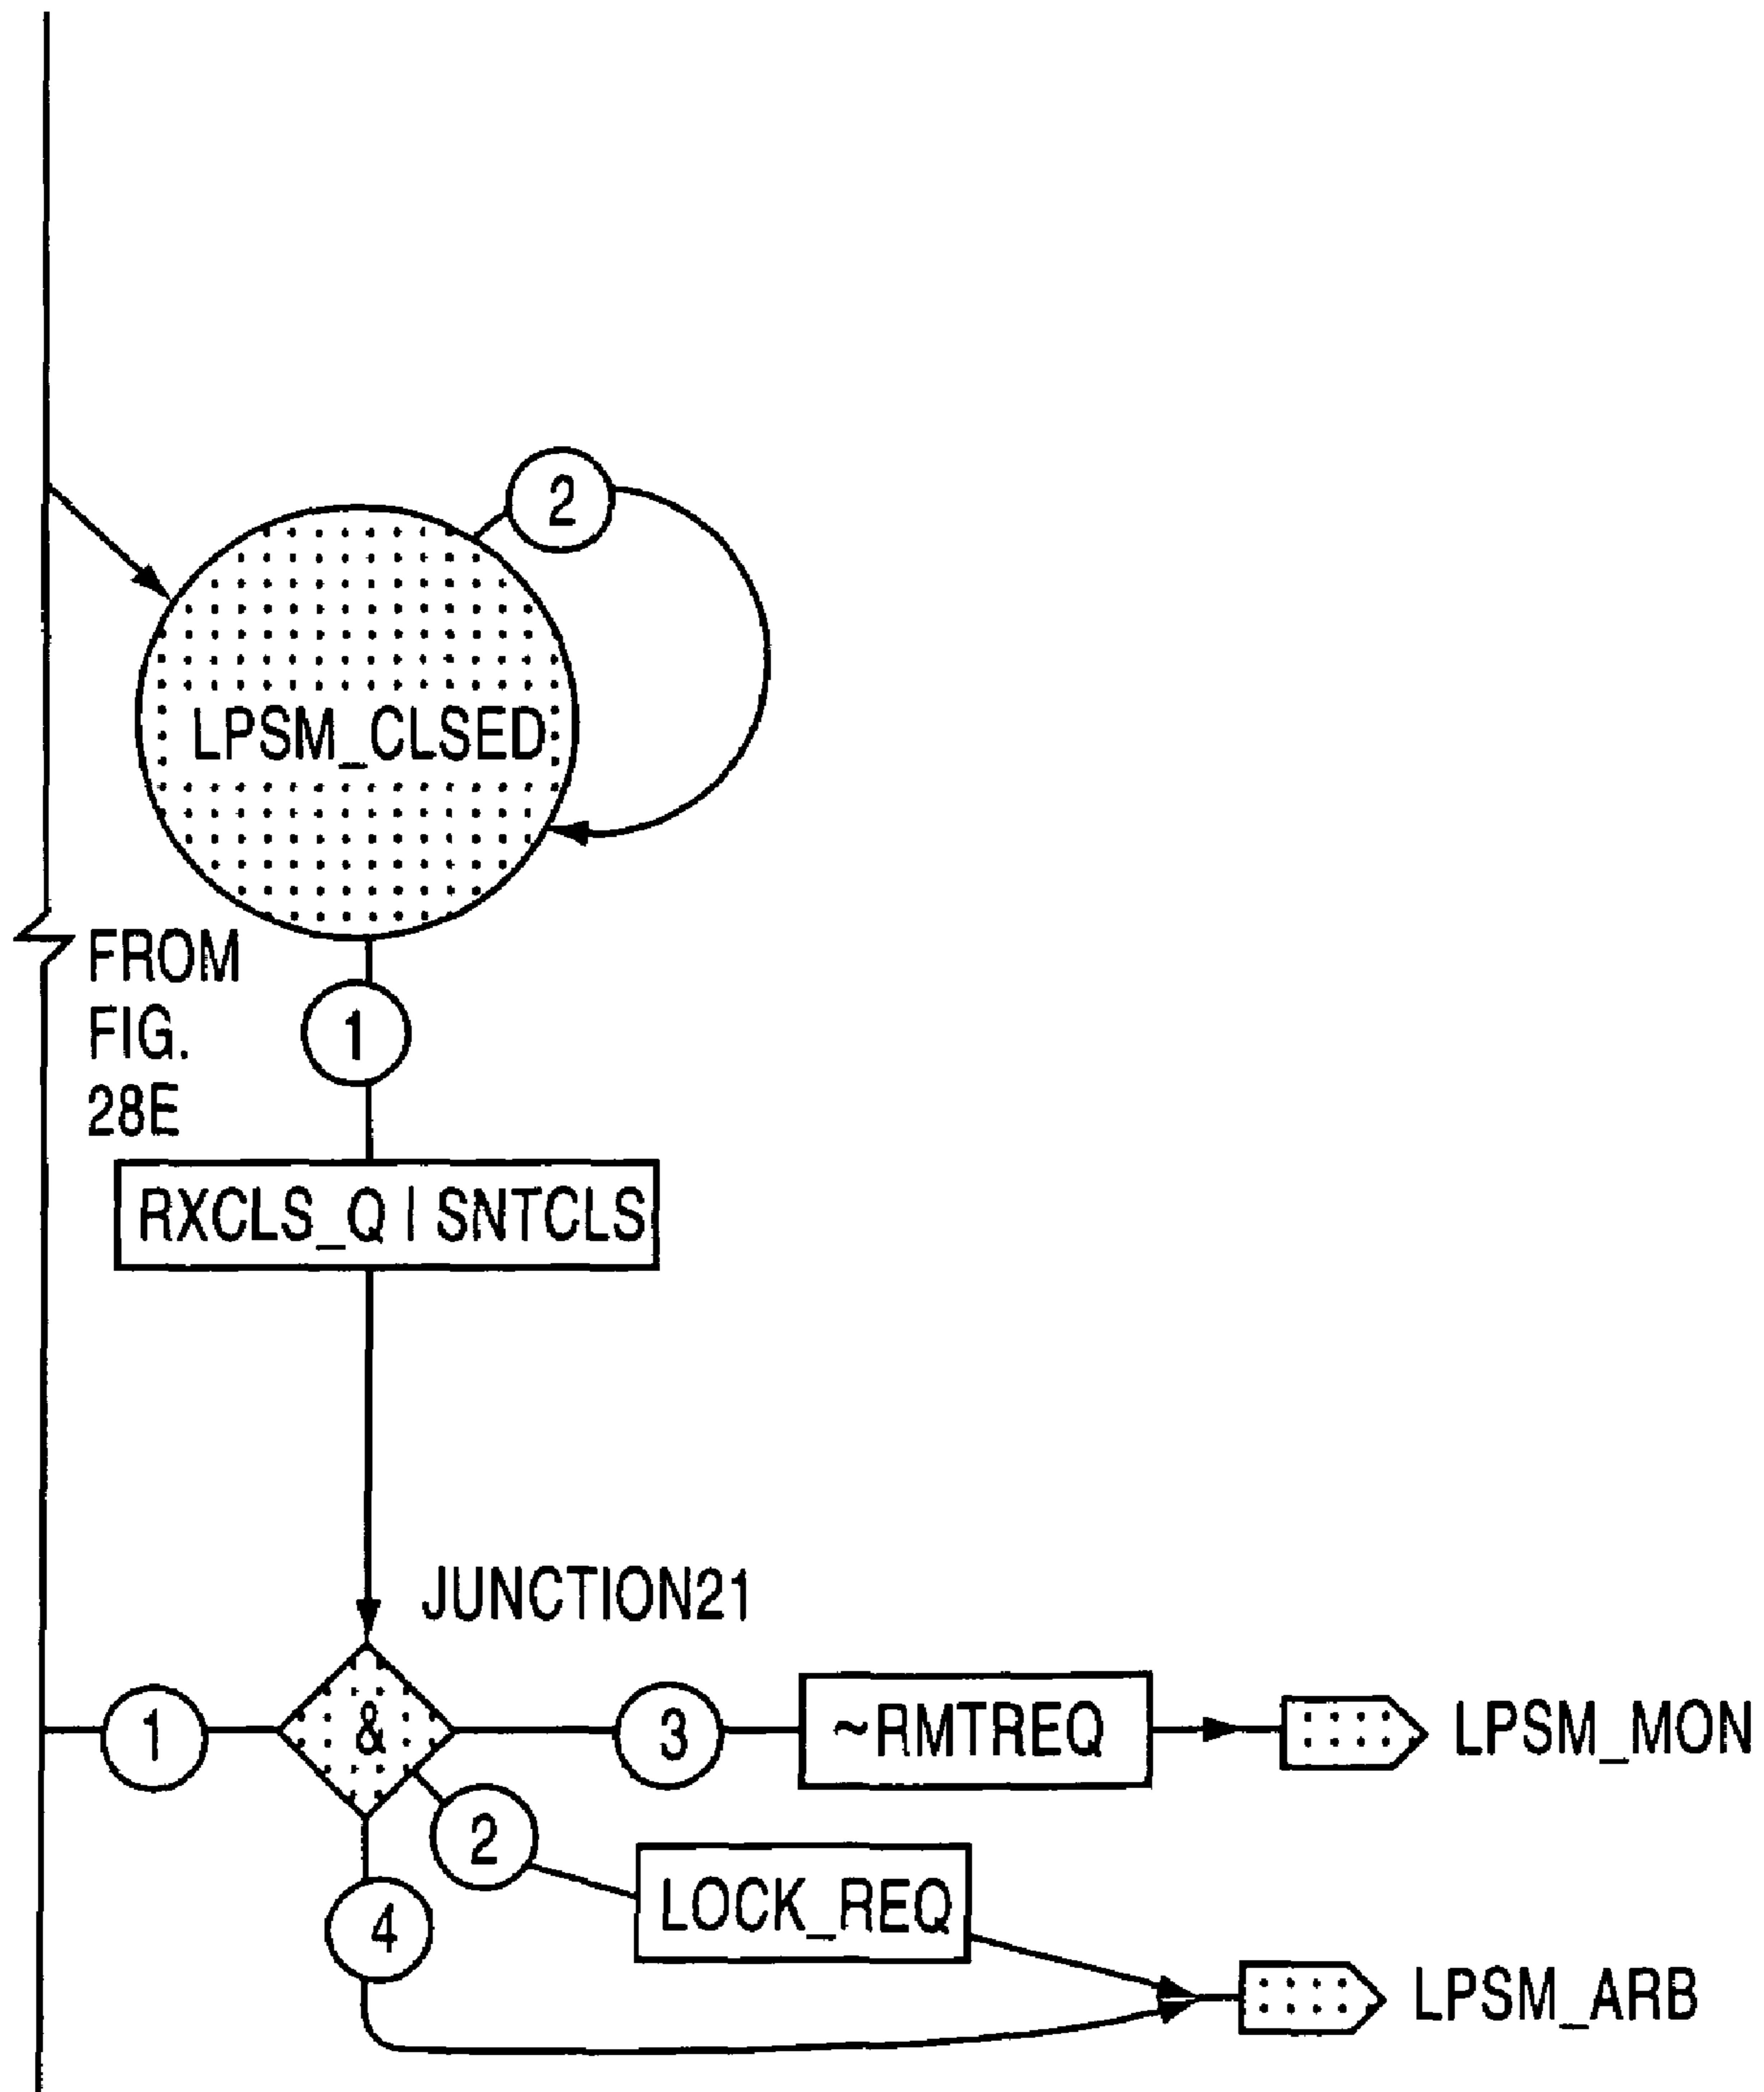 2
LPSM_CLSED
FROM
FIG.
28E
1
RXCLS_Q | SNTCLS
JUNCTION21
1
&
3
~RMTREQ
LPSM_MON
2
LOCK_REQ
4
LPSM_ARB